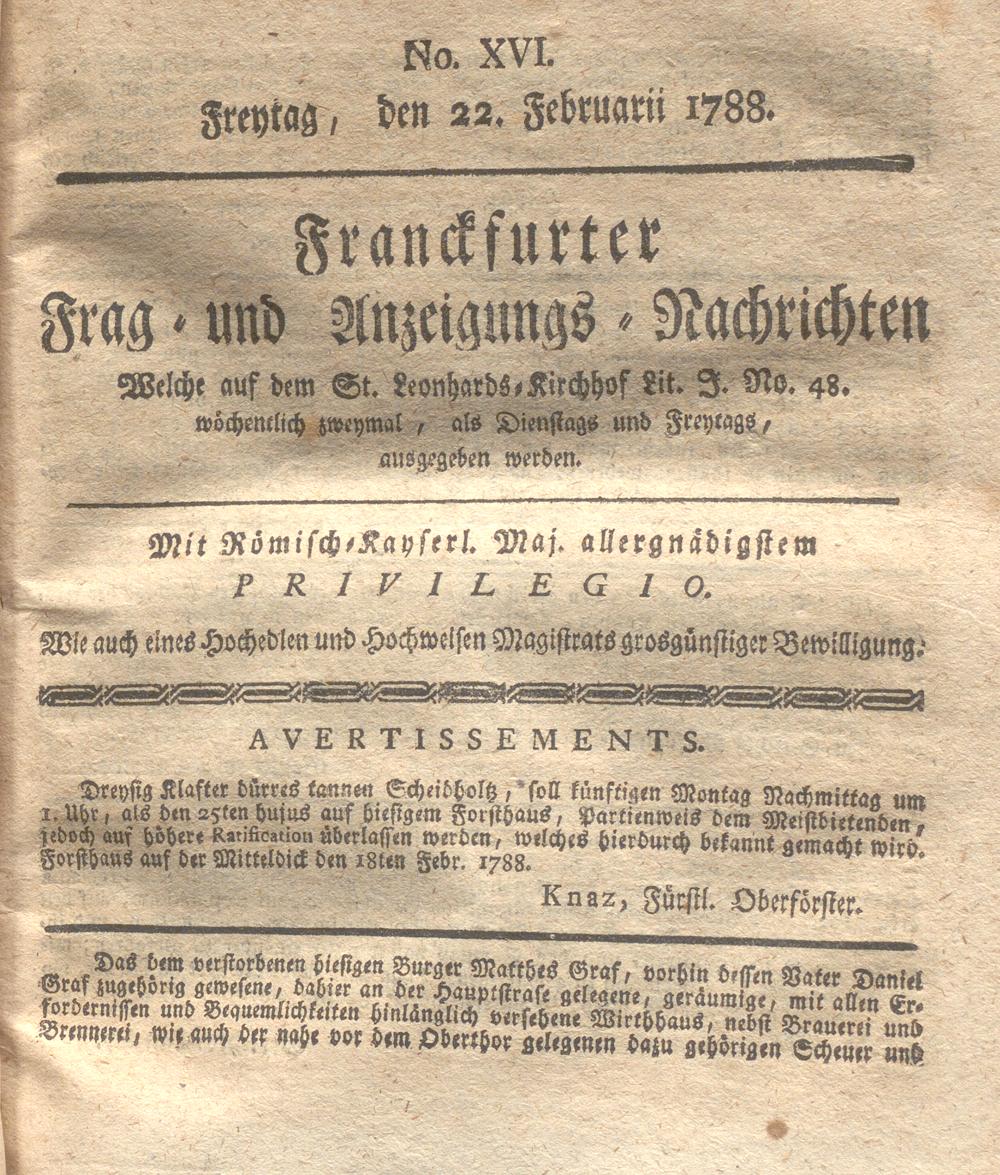 No. XVI.
Freytag, den 22. Februarii 1788.
Franckfurter
Frag - und Anzeigungs - Nachrichten
Welche auf dem St. Leonhards-Kirchhof Lit. J. No. 48.
wöchentlich zweymal, als Dienstags und Freytags,
ausgegeben werden.
Mit Römisch-Kayserl. Maj. allergnädigstem
PRIVILEGIO.
Wie auch eines Hochedlen und Hochweisen Magistrats grosgünstiger Bewilligung.
AVERTISSEMENTS.
Dreysig Klafter dürres tannen Scheidholtz, soll künftigen Montag Nachmittag um
1. Uhr, als den 25ten hujus auf hiesigem Forsthaus, Partienweis dem Meistbietenden,
jedoch auf höhere Ratification überlassen werden, welches hierdurch bekannt gemacht wird.
Forsthaus auf der Mitteldick den 18ten Febr. 1788.
Knaz, Fürstl. Oberförster.
Das dem verstorbenen hiesigen Burger Matthes Graf, vorhin dessen Vater Daniel
Graf zugehörig gewesene, dahier an der Hauptstrase gelegene, geräumige, mit allen Er-
fordernissen und Bequemlichkeiten hinlänglich versehene Wirthhaus, nebst Brauerei und
Brennerei, wie auch der nahe vor dem Oberthor gelegenen dazu gehörigen Scheuer und